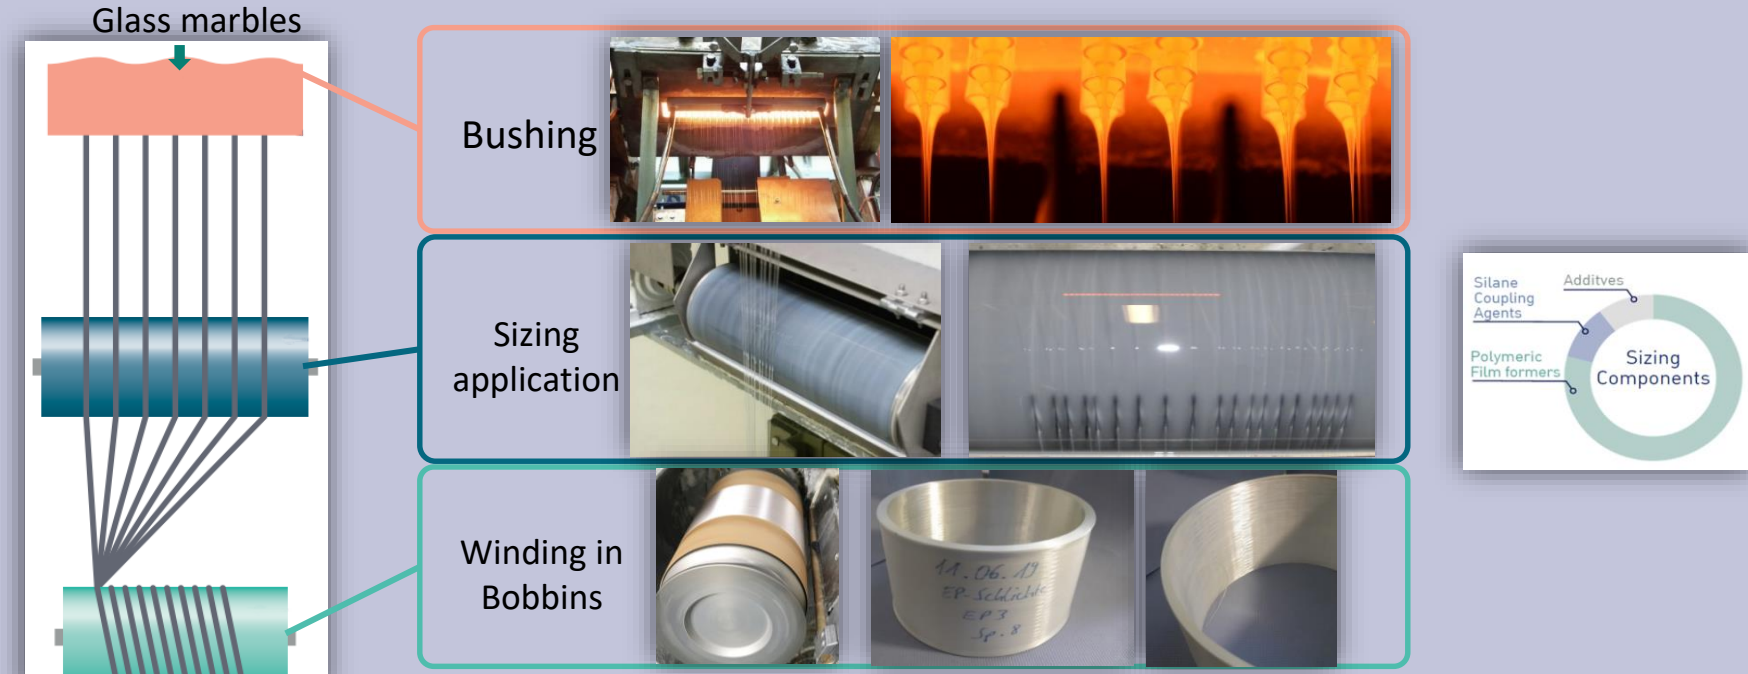 Glass marbles
Bushing
Sizing
application
Silane
Coupling
Agents
Additves
Polymeric
Film formers
Sizing
Components
Winding in
Bobbins
11.06.19
EP-Schlichte
EP3
Sp. 8